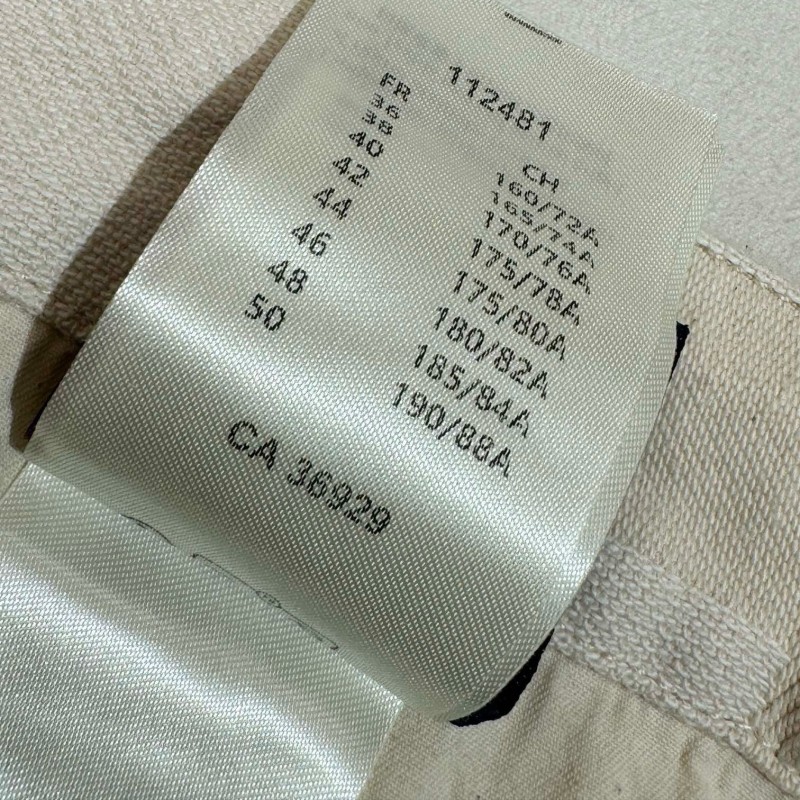 112481
FR CH
36 160/72A
38 165/74A
40 170/76A
42 175/78A
44 175/80A
46 180/82A
48 185/84A
50 190/88A
CA 36929